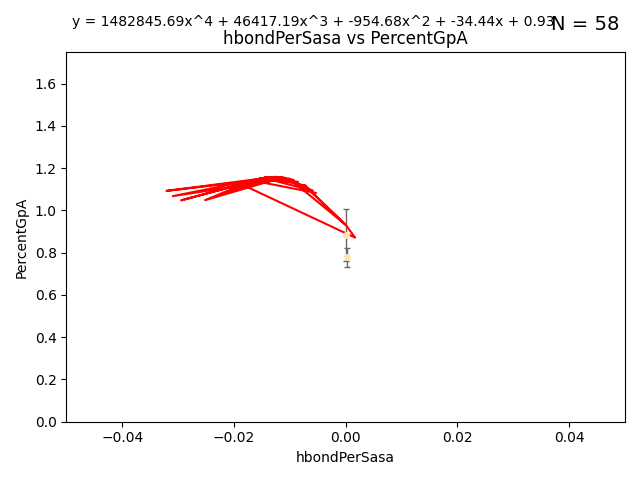 y = 1482845.69x^4 + 46417.19x^3 + -954.68x^2 + -34.44x + 0.93
N = 58
hbondPerSasa vs PercentGpA
PercentGpA
1.6
1.4
1.2
1.0
0.8
0.6
0.4
0.2
0.0
−0.04 −0.02 0.00 0.02 0.04
hbondPerSasa